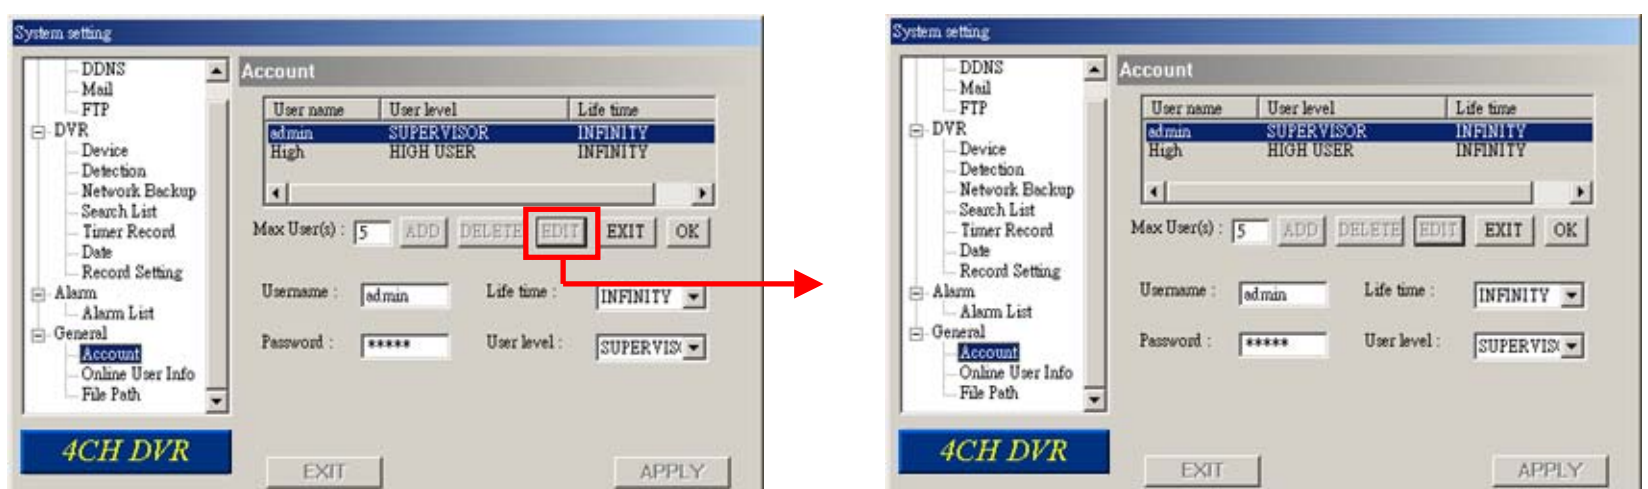 System setting
DDNS
Mail
FTP
DVR
Device
Detection
Network Backup
Search List
Timer Record
Date
Record Setting
Alarm
Alarm List
General
Account
Online User Info
File Path
4CH DVR
Account
User name User level Life time
admin SUPERVISOR INFINITY
High HIGH USER INFINITY
Max User(s) : 5 ADD DELETE EDIT EXIT OK
Username : admin Life time : INFINITY
Password : ***** User level : SUPERVISO
EXIT APPLY
System setting
DDNS
Mail
FTP
DVR
Device
Detection
Network Backup
Search List
Timer Record
Date
Record Setting
Alarm
Alarm List
General
Account
Online User Info
File Path
4CH DVR
Account
User name User level Life time
admin SUPERVISOR INFINITY
High HIGH USER INFINITY
Max User(s) : 5 ADD DELETE EDIT EXIT OK
Username : admin Life time : INFINITY
Password : ***** User level : SUPERVISO
EXIT APPLY